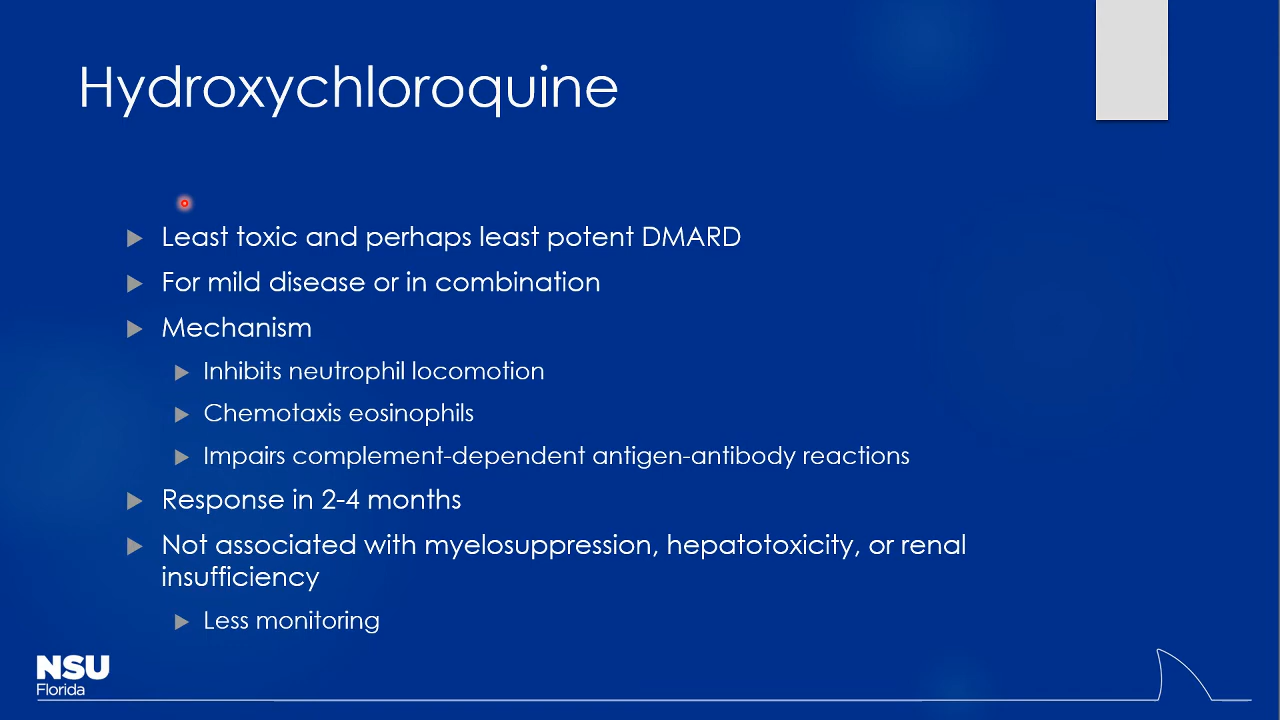 Hydroxychloroquine
Least toxic and perhaps least potent DMARD
For mild disease or in combination
Mechanism
Inhibits neutrophil locomotion
Chemotaxis eosinophils
Impairs complement-dependent antigen-antibody reactions
Response in 2-4 months
Not associated with myelosuppression, hepatotoxicity, or renal
insufficiency
Less monitoring
NSU
Florida